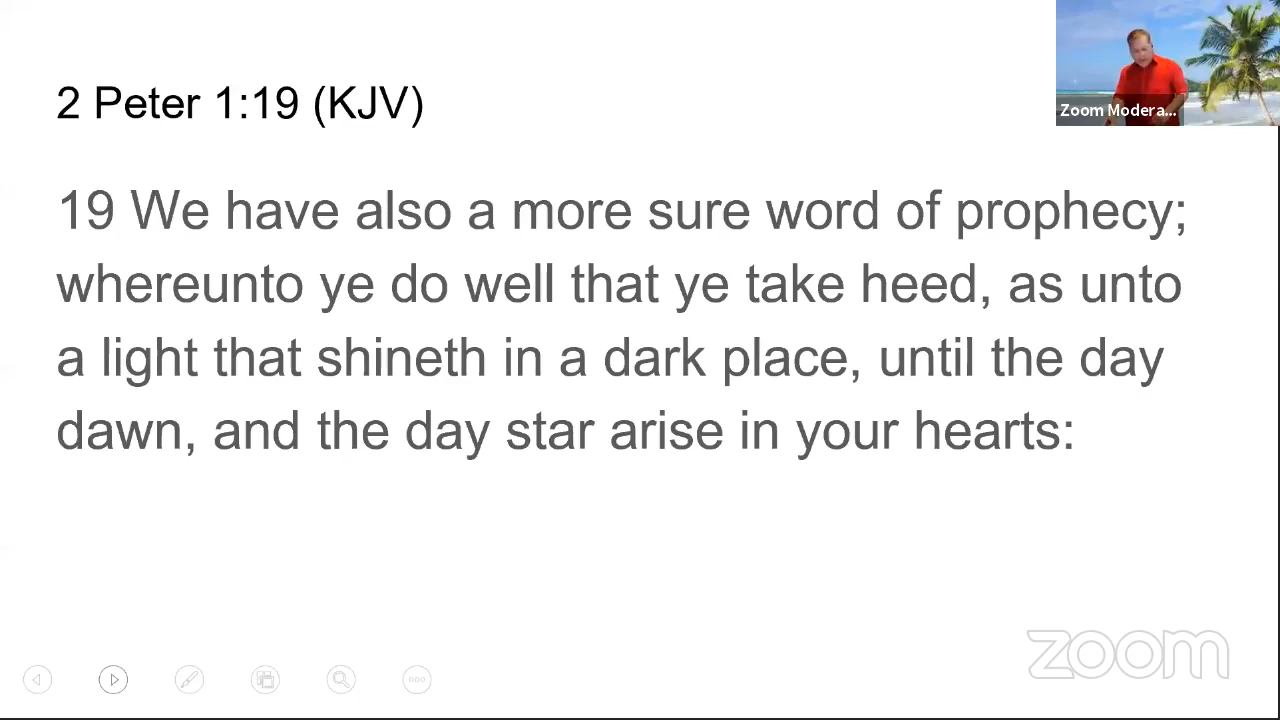 2 Peter 1:19 (KJV)
Zoom Modera...
19 We have also a more sure word of prophecy;
whereunto ye do well that ye take heed, as unto
a light that shineth in a dark place, until the day
dawn, and the day star arise in your hearts:
zoom